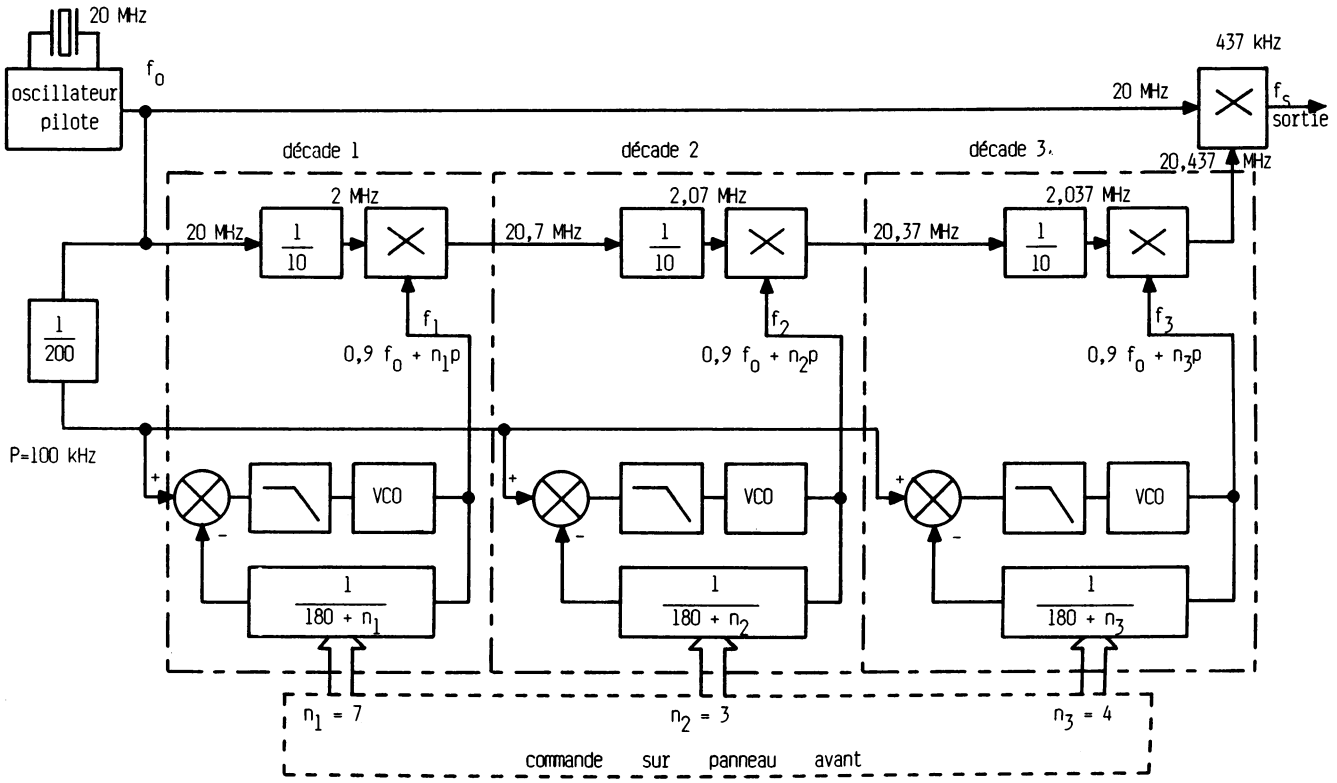 20 MHz
oscillateur
pilote
f₀
437 kHz
20 MHz
fₛ
sortie
20,437 MHz
décade 1
décade 2
décade 3.
20 MHz
1
10
2 MHz
20,7 MHz
1
10
2,07 MHz
20,37 MHz
1
10
2,037 MHz
1
200
f₁
0,9 f₀ + n₁p
f₂
0,9 f₀ + n₂p
f₃
0,9 f₀ + n₃p
P=100 kHz
+
-
VCO
+
-
VCO
+
-
VCO
1
180 + n₁
1
180 + n₂
1
180 + n₃
n₁ = 7
n₂ = 3
n₃ = 4
commande sur panneau avant